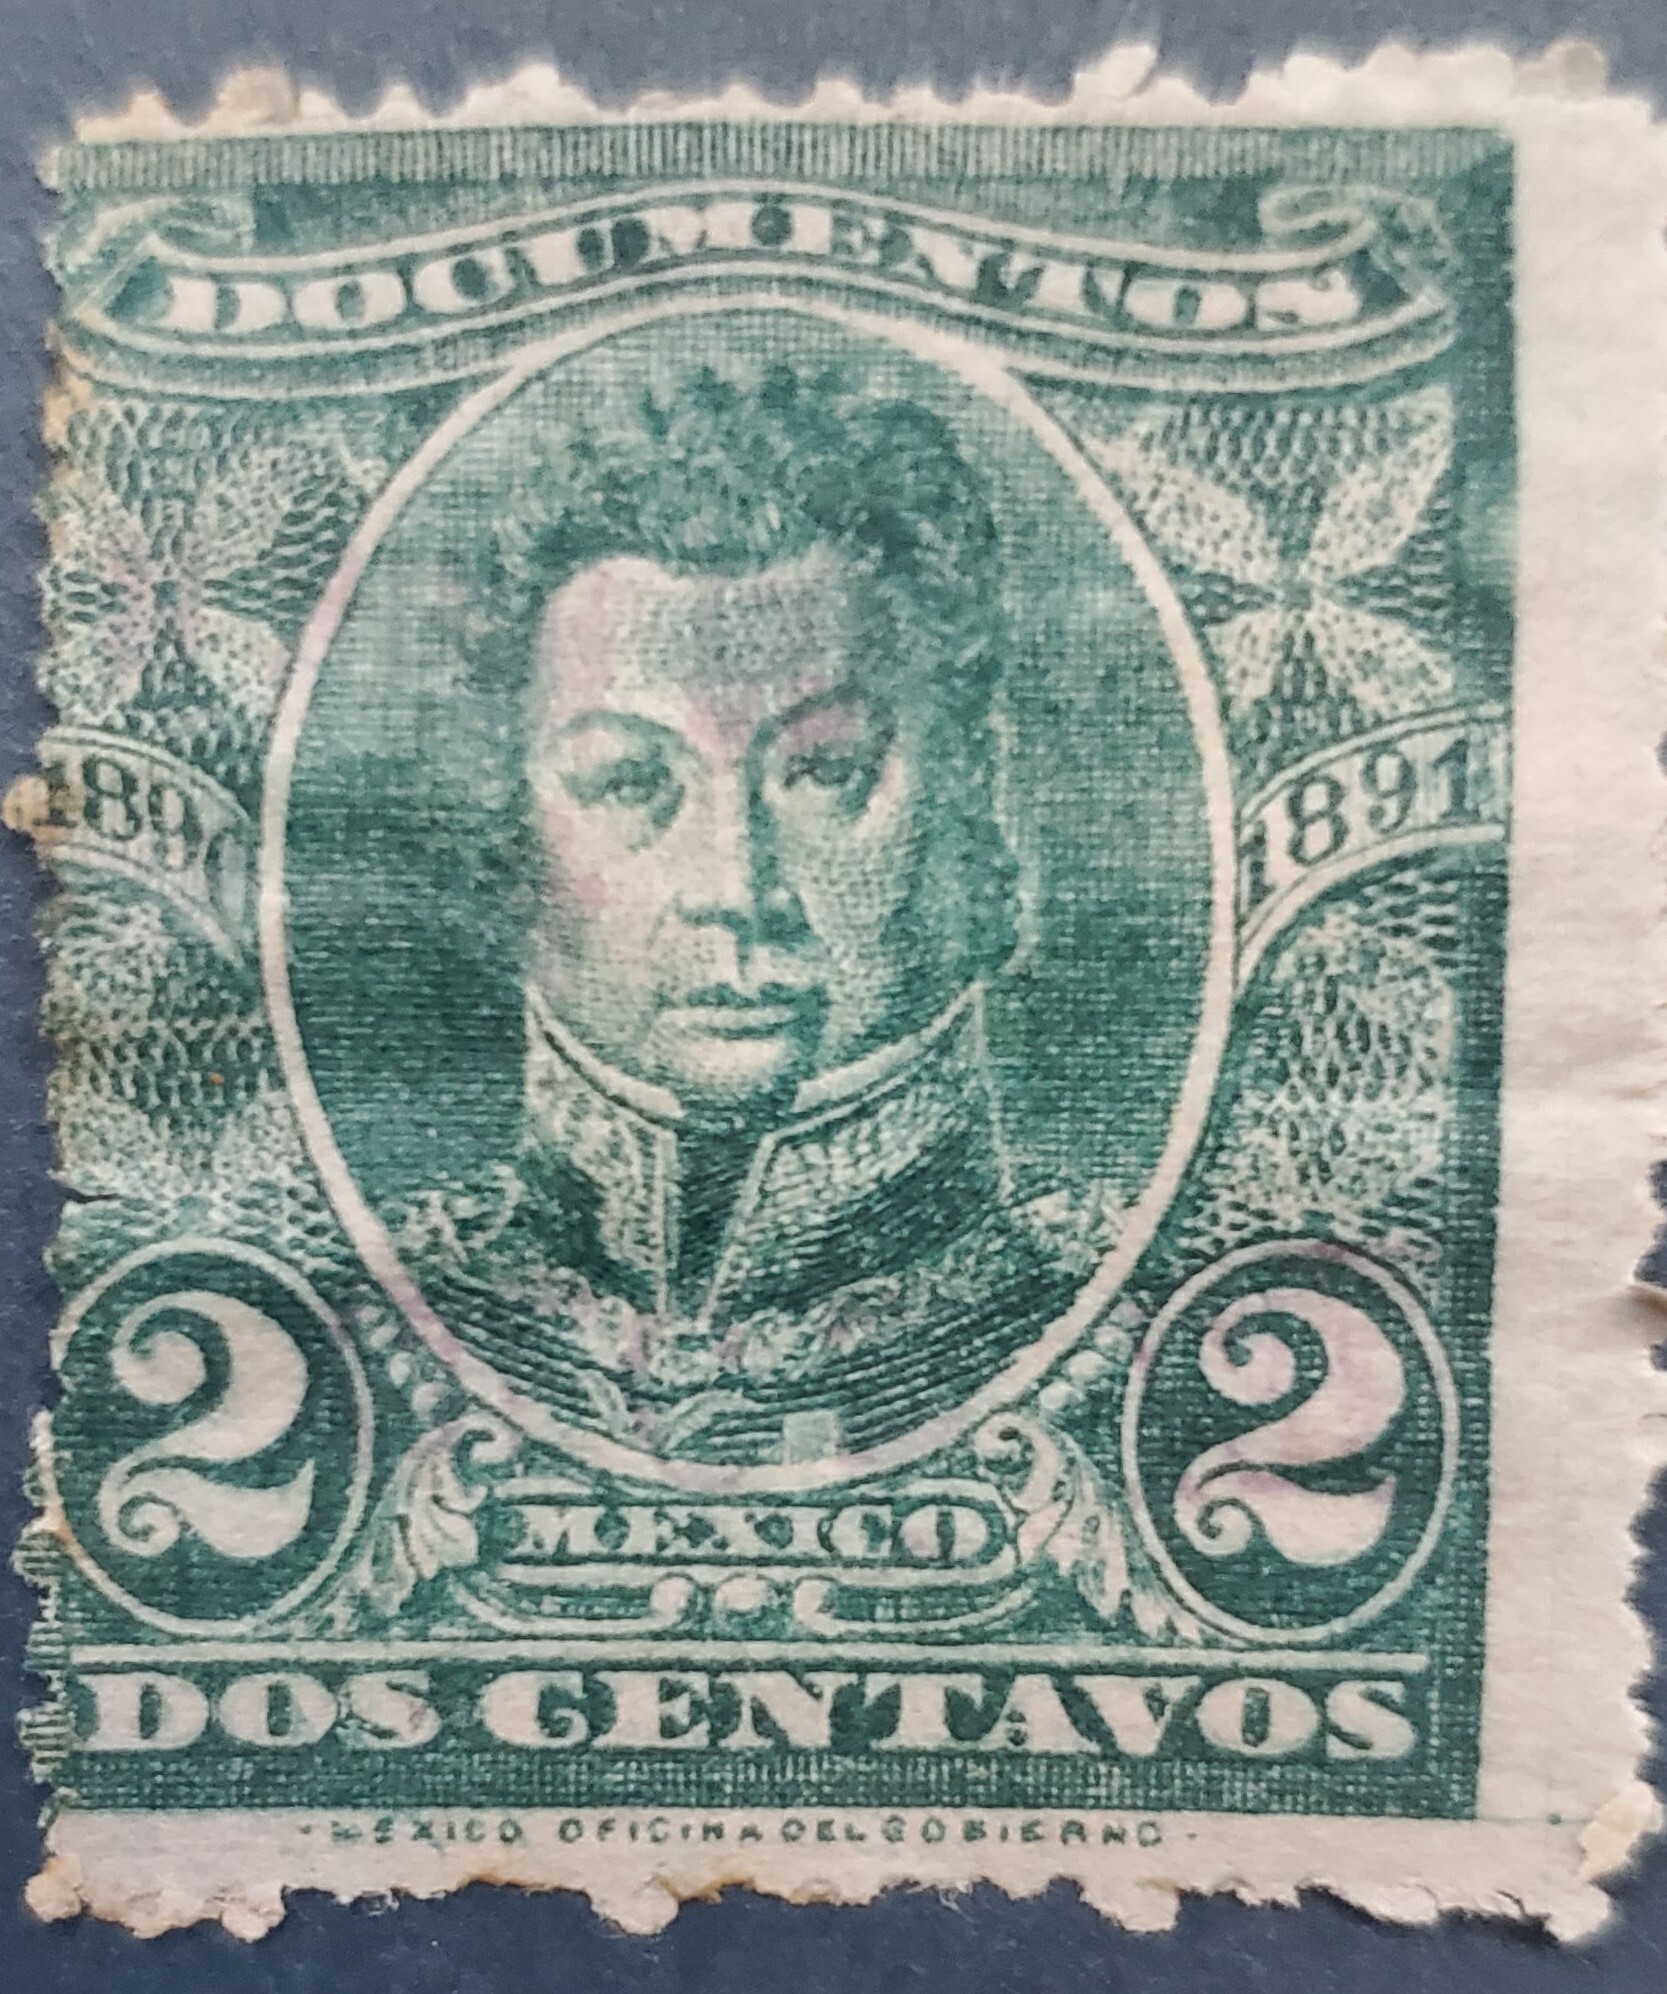 DOCUMENTOS
1890
1891
2
2
MEXICO
DOS CENTAVOS
· MEXICO OFICINA DEL GOBIERNO ·